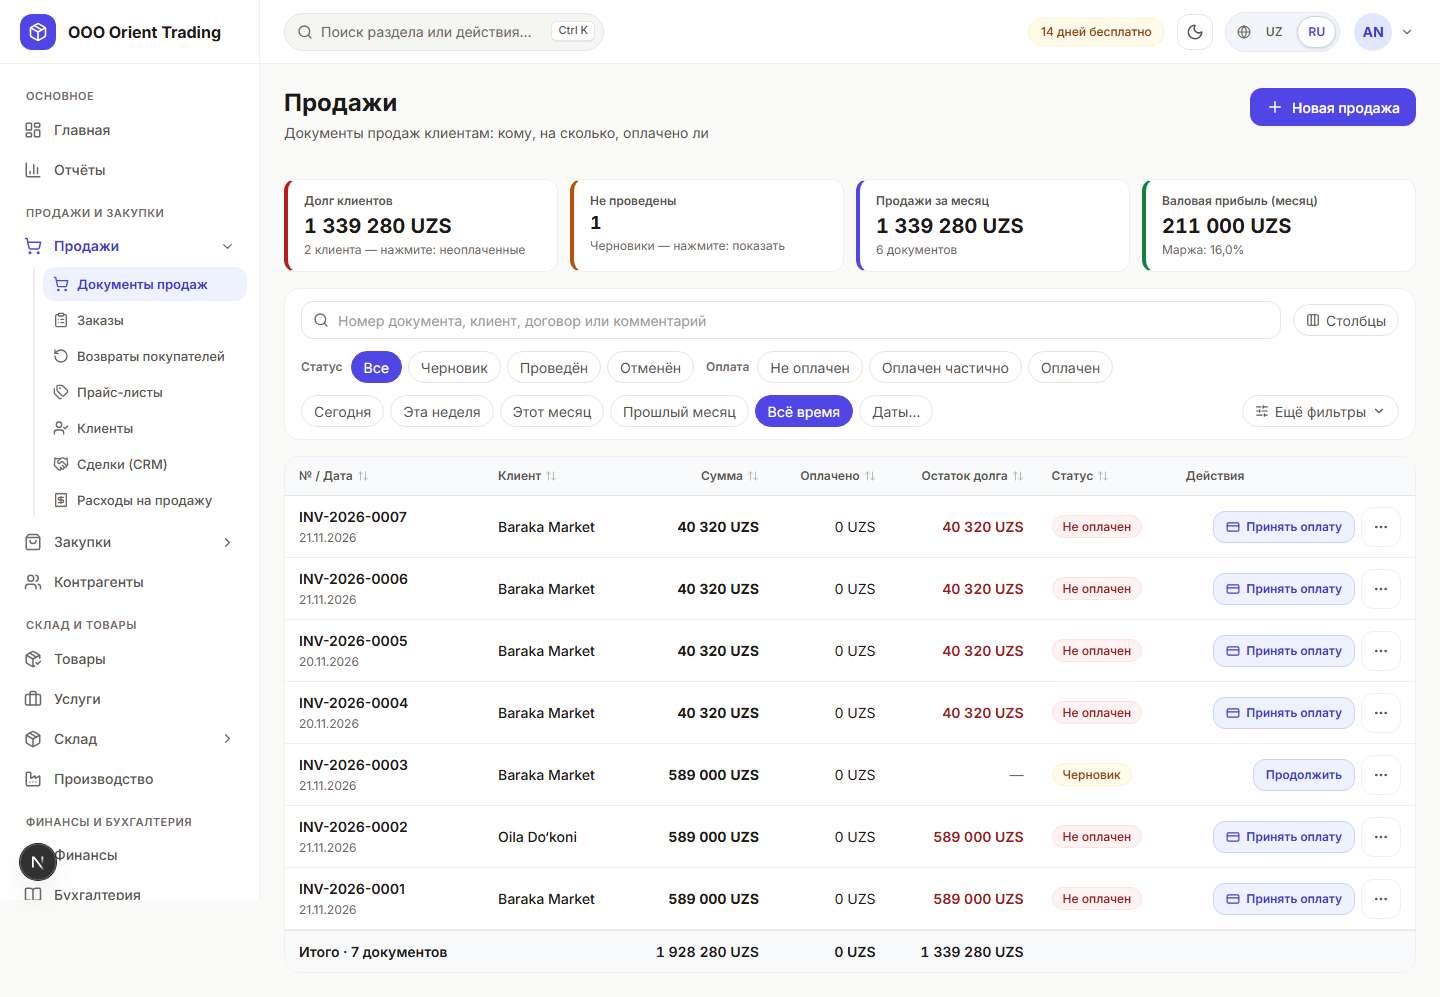 OOO Orient Trading
Поиск раздела или действия... Ctrl K
14 дней бесплатно
UZ RU
AN
ОСНОВНОЕ
Главная
Отчёты
ПРОДАЖИ И ЗАКУПКИ
Продажи
Документы продаж
Заказы
Возвраты покупателей
Прайс-листы
Клиенты
Сделки (CRM)
Расходы на продажу
Закупки
Контрагенты
СКЛАД И ТОВАРЫ
Товары
Услуги
Склад
Производство
ФИНАНСЫ И БУХГАЛТЕРИЯ
Финансы
N
Бухгалтерия
Продажи
Документы продаж клиентам: кому, на сколько, оплачено ли
Новая продажа
Долг клиентов
1 339 280 UZS
2 клиента — нажмите: неоплаченные
Не проведены
1
Черновики — нажмите: показать
Продажи за месяц
1 339 280 UZS
6 документов
Валовая прибыль (месяц)
211 000 UZS
Маржа: 16,0%
Номер документа, клиент, договор или комментарий
Столбцы
Статус Все Черновик Проведён Отменён Оплата Не оплачен Оплачен частично Оплачен
Сегодня Эта неделя Этот месяц Прошлый месяц Всё время Даты... Ещё фильтры
№ / Дата Клиент Сумма Оплачено Остаток долга Статус Действия
INV-2026-0007
21.11.2026
Baraka Market 40 320 UZS 0 UZS 40 320 UZS Не оплачен Принять оплату
INV-2026-0006
21.11.2026
Baraka Market 40 320 UZS 0 UZS 40 320 UZS Не оплачен Принять оплату
INV-2026-0005
20.11.2026
Baraka Market 40 320 UZS 0 UZS 40 320 UZS Не оплачен Принять оплату
INV-2026-0004
20.11.2026
Baraka Market 40 320 UZS 0 UZS 40 320 UZS Не оплачен Принять оплату
INV-2026-0003
21.11.2026
Baraka Market 589 000 UZS 0 UZS — Черновик Продолжить
INV-2026-0002
21.11.2026
Oila Do‘koni 589 000 UZS 0 UZS 589 000 UZS Не оплачен Принять оплату
INV-2026-0001
21.11.2026
Baraka Market 589 000 UZS 0 UZS 589 000 UZS Не оплачен Принять оплату
Итого · 7 документов 1 928 280 UZS 0 UZS 1 339 280 UZS